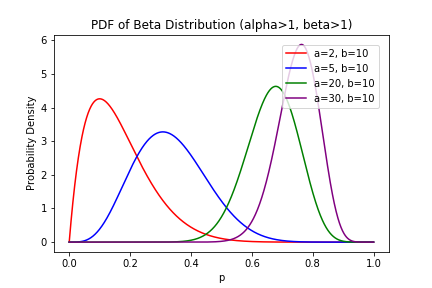 PDF of Beta Distribution (alpha>1, beta>1)
6
5
4
3
2
1
0
Probability Density
a=2, b=10
a=5, b=10
a=20, b=10
a=30, b=10
0.0 0.2 0.4 0.6 0.8 1.0
p